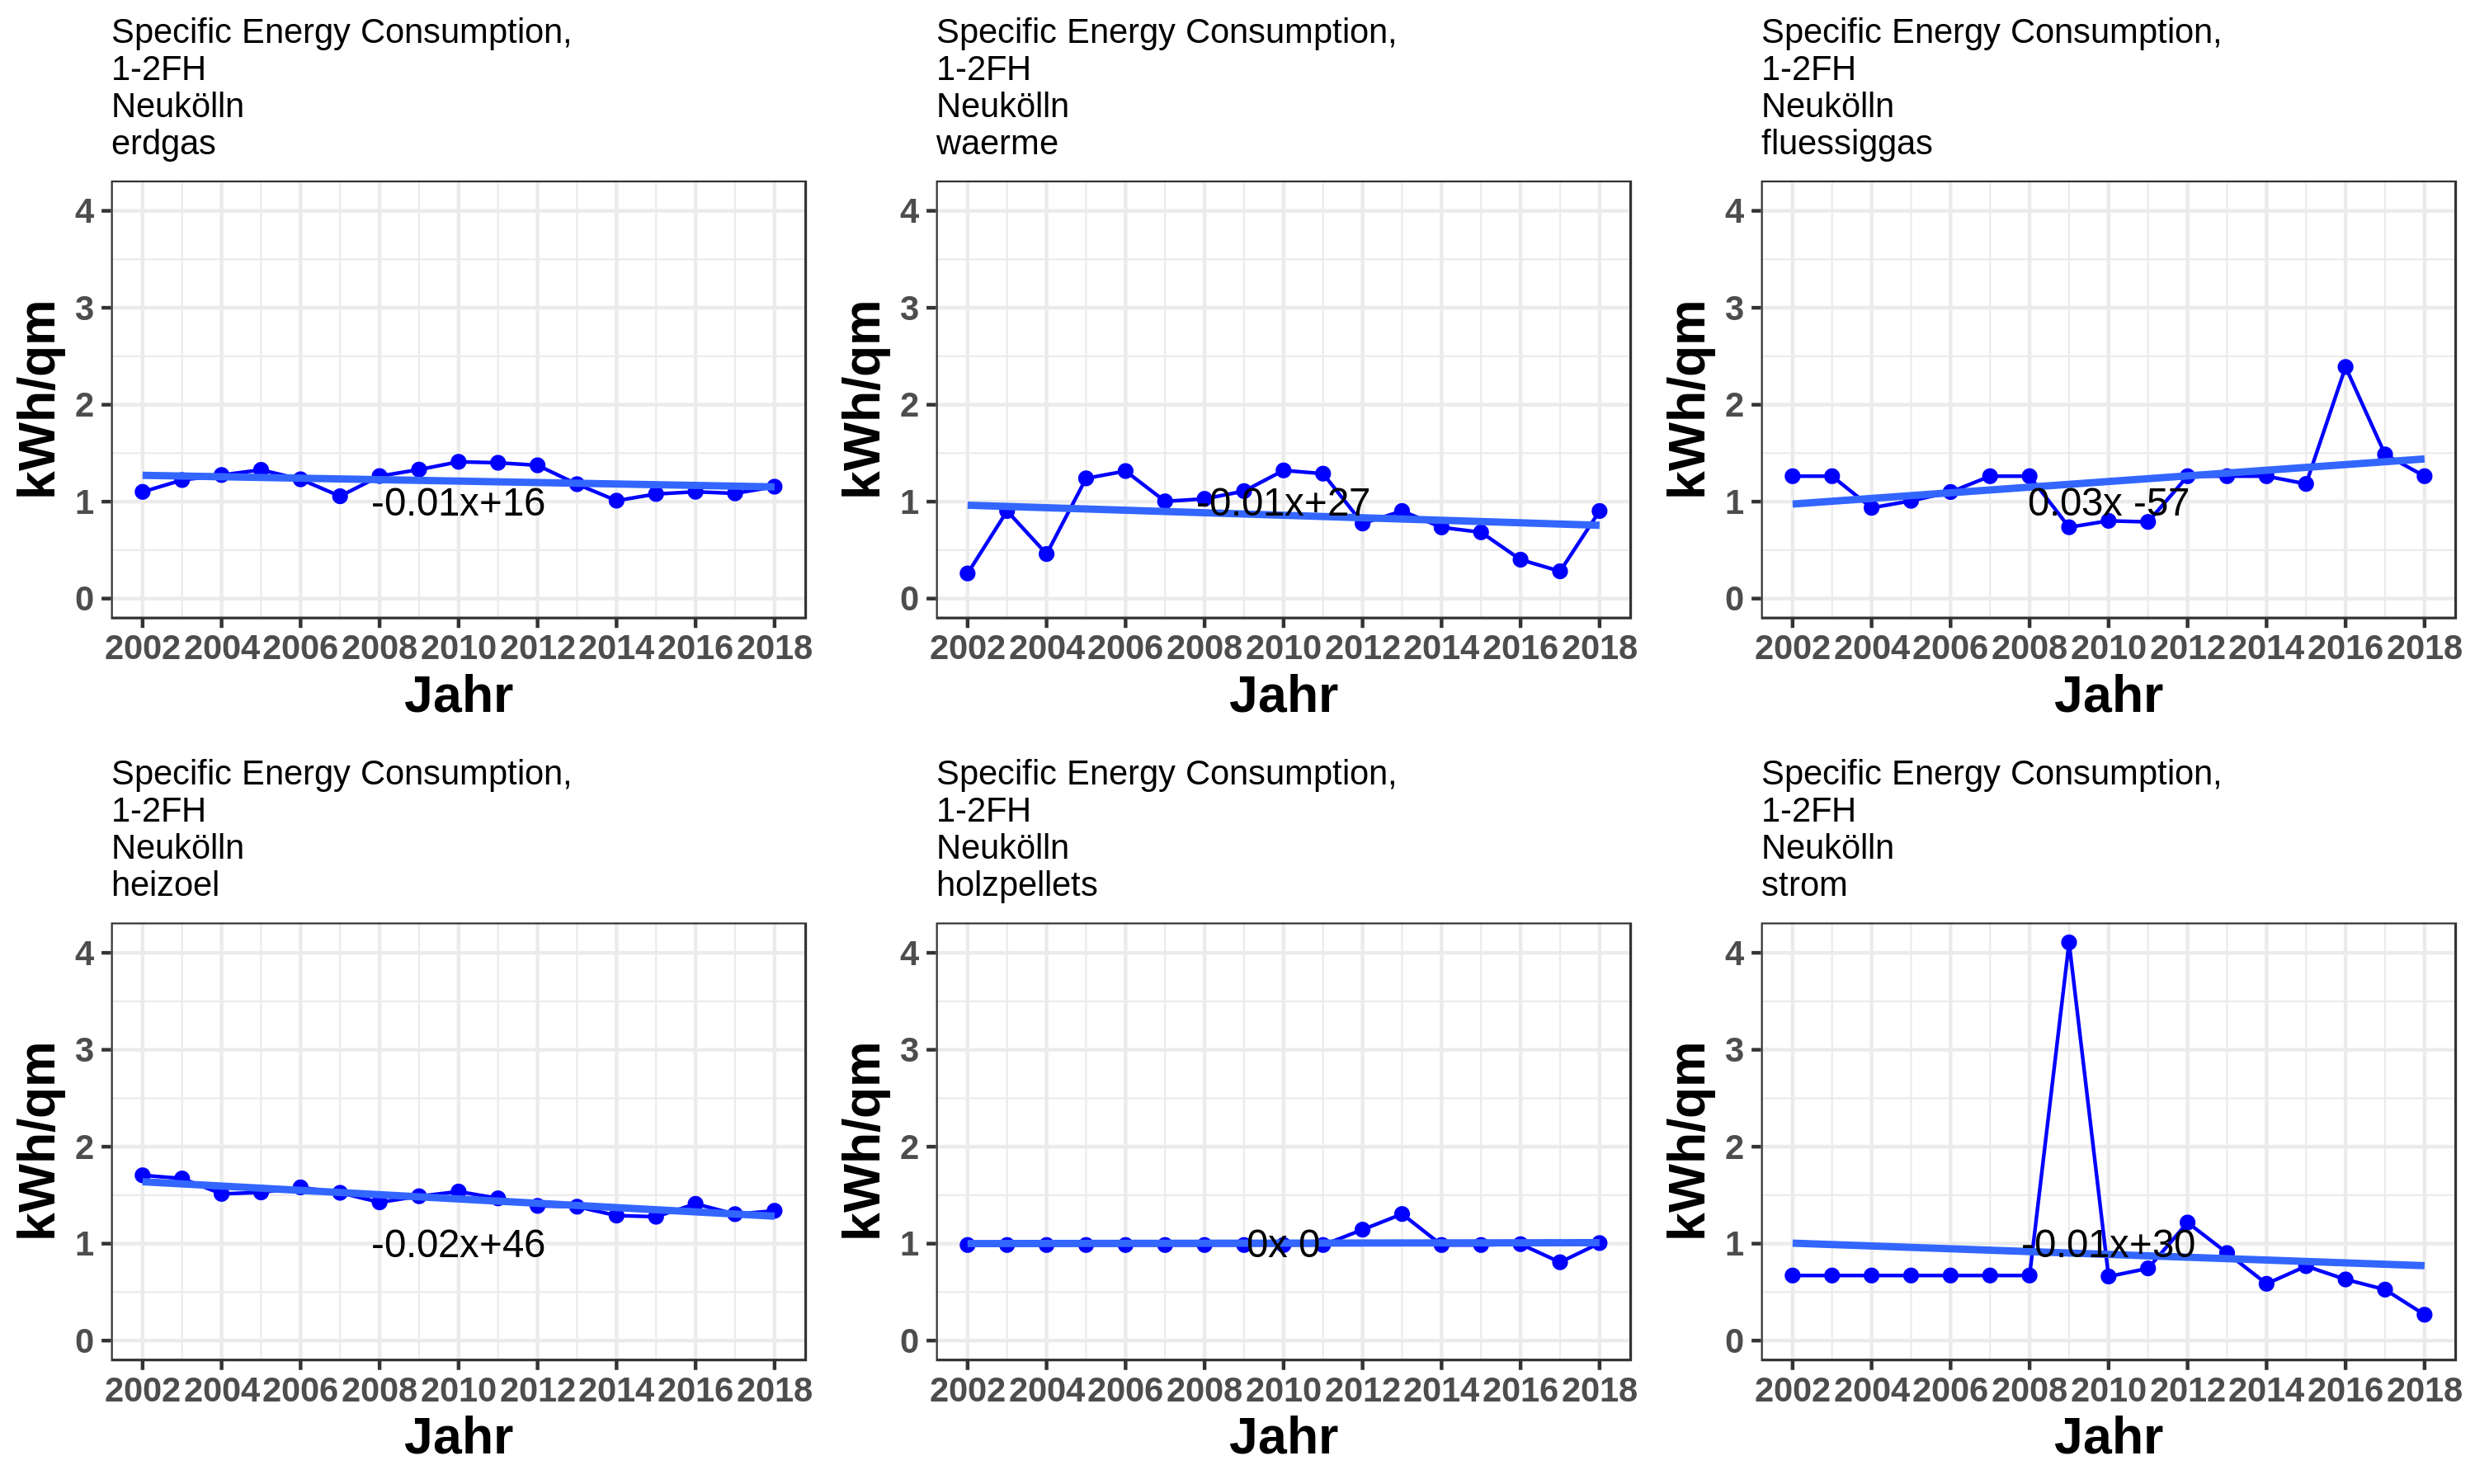 Specific Energy Consumption,
1-2FH
Neukölln
erdgas
4
3
2
1
0
kWh/qm
-0.01x+16
2002 2004 2006 2008 2010 2012 2014 2016 2018
Jahr
Specific Energy Consumption,
1-2FH
Neukölln
waerme
4
3
2
1
0
kWh/qm
-0.01x+27
2002 2004 2006 2008 2010 2012 2014 2016 2018
Jahr
Specific Energy Consumption,
1-2FH
Neukölln
fluessiggas
4
3
2
1
0
kWh/qm
0.03x -57
2002 2004 2006 2008 2010 2012 2014 2016 2018
Jahr
Specific Energy Consumption,
1-2FH
Neukölln
heizoel
4
3
2
1
0
kWh/qm
-0.02x+46
2002 2004 2006 2008 2010 2012 2014 2016 2018
Jahr
Specific Energy Consumption,
1-2FH
Neukölln
holzpellets
4
3
2
1
0
kWh/qm
0x 0
2002 2004 2006 2008 2010 2012 2014 2016 2018
Jahr
Specific Energy Consumption,
1-2FH
Neukölln
strom
4
3
2
1
0
kWh/qm
-0.01x+30
2002 2004 2006 2008 2010 2012 2014 2016 2018
Jahr